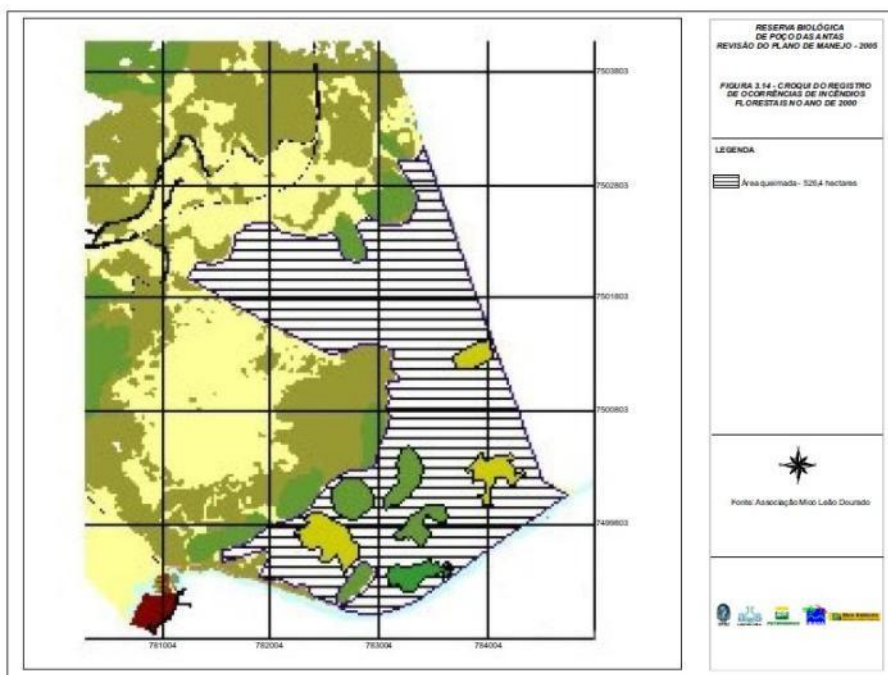 RESERVA BIOLÓGICA
DE POÇO DAS ANTAS
REVISÃO DO PLANO DE MANEJO - 2005
FIGURA 3.14 - CROQUI DO REGISTRO
DE OCORRÊNCIAS DE INCÊNDIOS
FLORESTAIS NO ANO DE 2000
LEGENDA
Área queimada - 526,4 hectares
7503803
7502803
7501803
7500803
7499803
781004
782004
783004
784004
Fonte: Associação Mico Leão Dourado